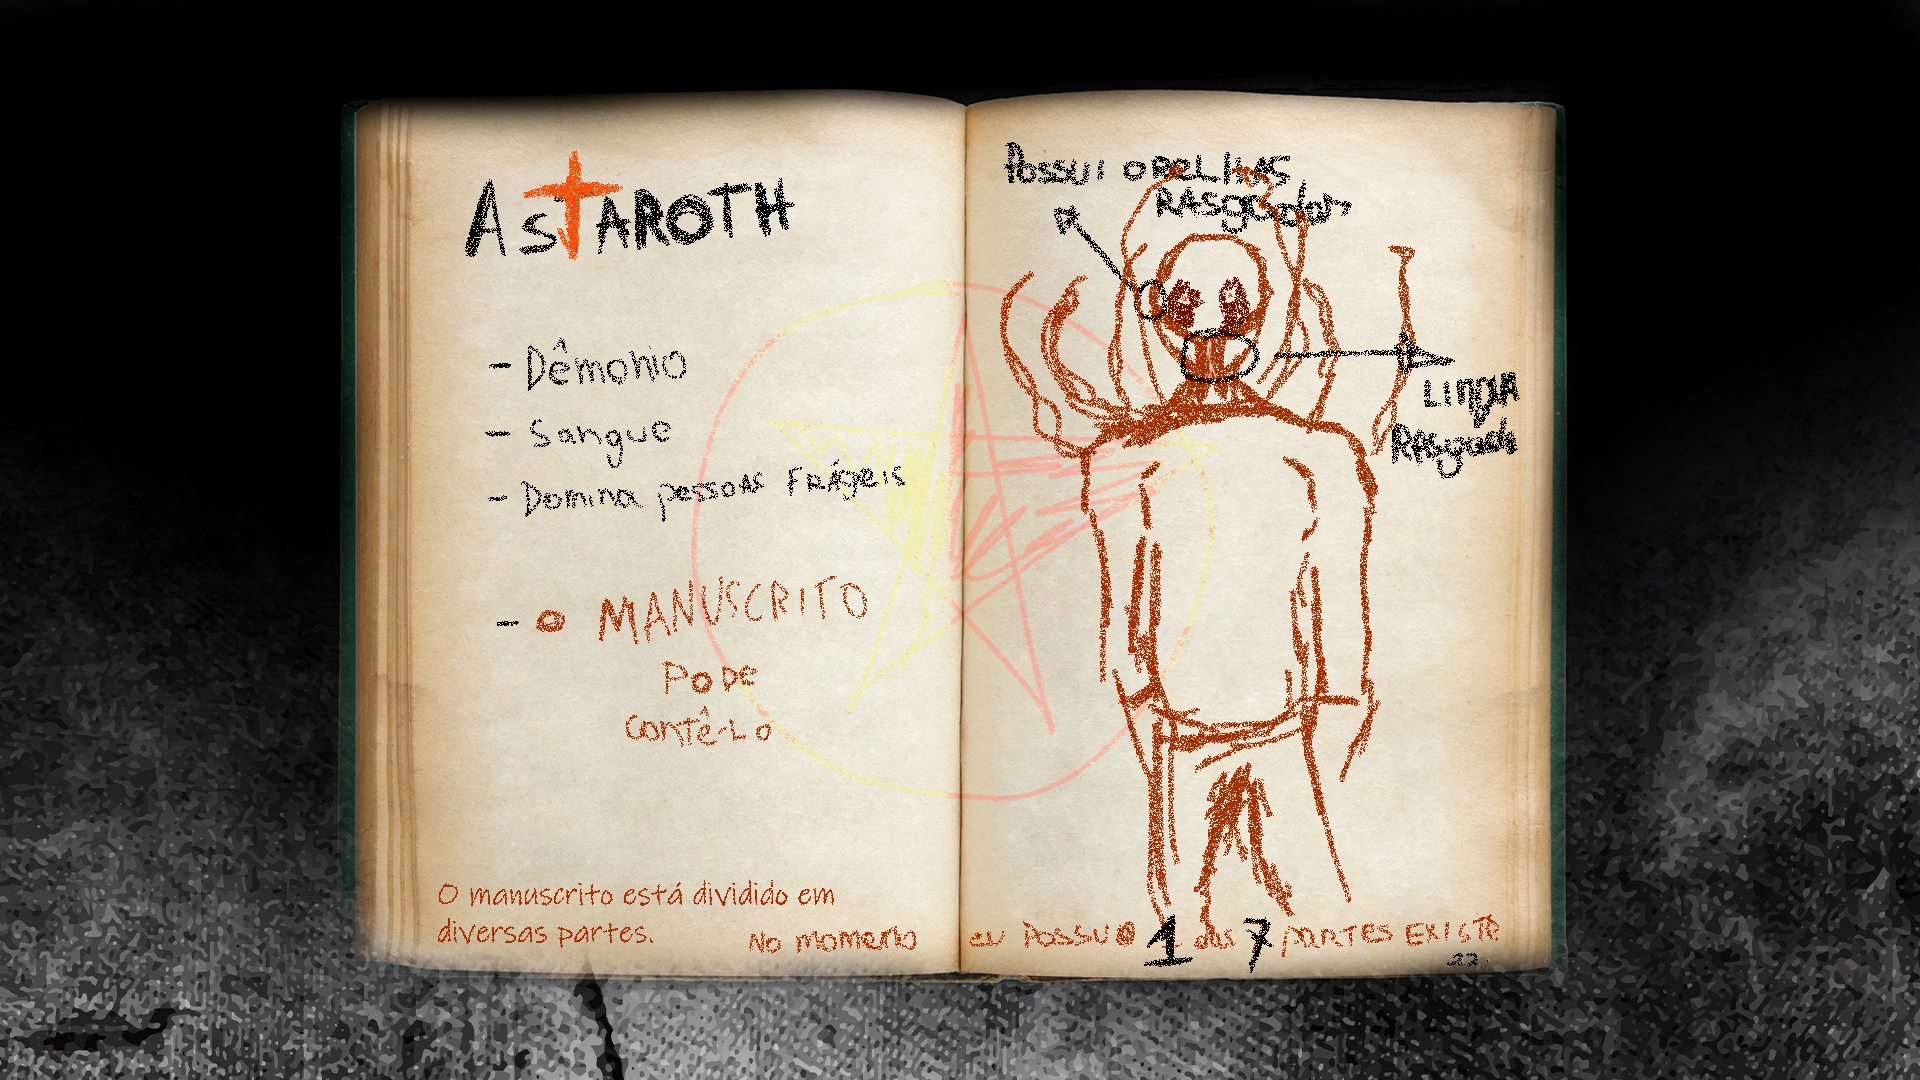 ASTAROTH
- Dêmonio
- Sangue
- Domina pessoas FRÁgeis
- O MANUSCRITO
PODE
contê-Lo
O manuscrito está dividido em
diversas partes.
No momento
Possui ORELHAS
RASgadas
LINGUA
RASgada
eu POSSUO 1 das 7 PARTES EXISTE
22